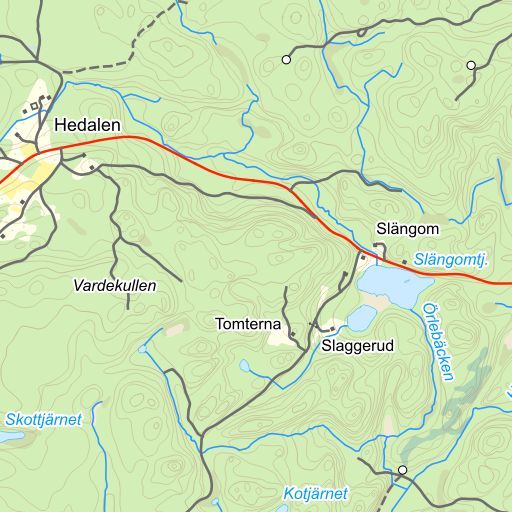 Hedalen
Slängom
Slängomtj.
Vardekullen
Örlebäcken
Tomterna
Slaggerud
Skottjärnet
Kotjärnet